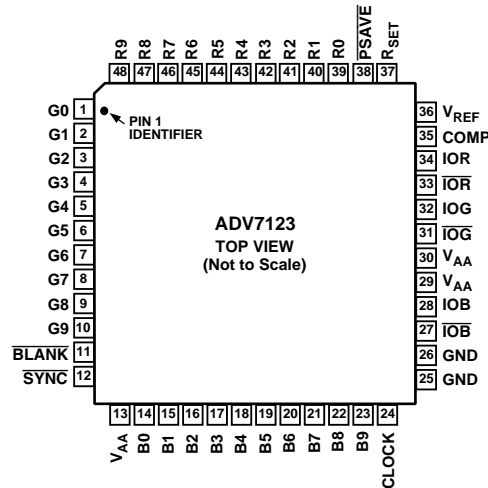 R9 R8 R7 R6 R5 R4 R3 R2 R1 R0 PSAVE RSET
48 47 46 45 44 43 42 41 40 39 38 37
G0 1
G1 2
G2 3
G3 4
G4 5
G5 6
G6 7
G7 8
G8 9
G9 10
BLANK 11
SYNC 12
PIN 1
IDENTIFIER
ADV7123
TOP VIEW
(Not to Scale)
36 VREF
35 COMP
34 IOR
33 IOR
32 IOG
31 IOG
30 VAA
29 VAA
28 IOB
27 IOB
26 GND
25 GND
13 14 15 16 17 18 19 20 21 22 23 24
VAA B0 B1 B2 B3 B4 B5 B6 B7 B8 B9 CLOCK